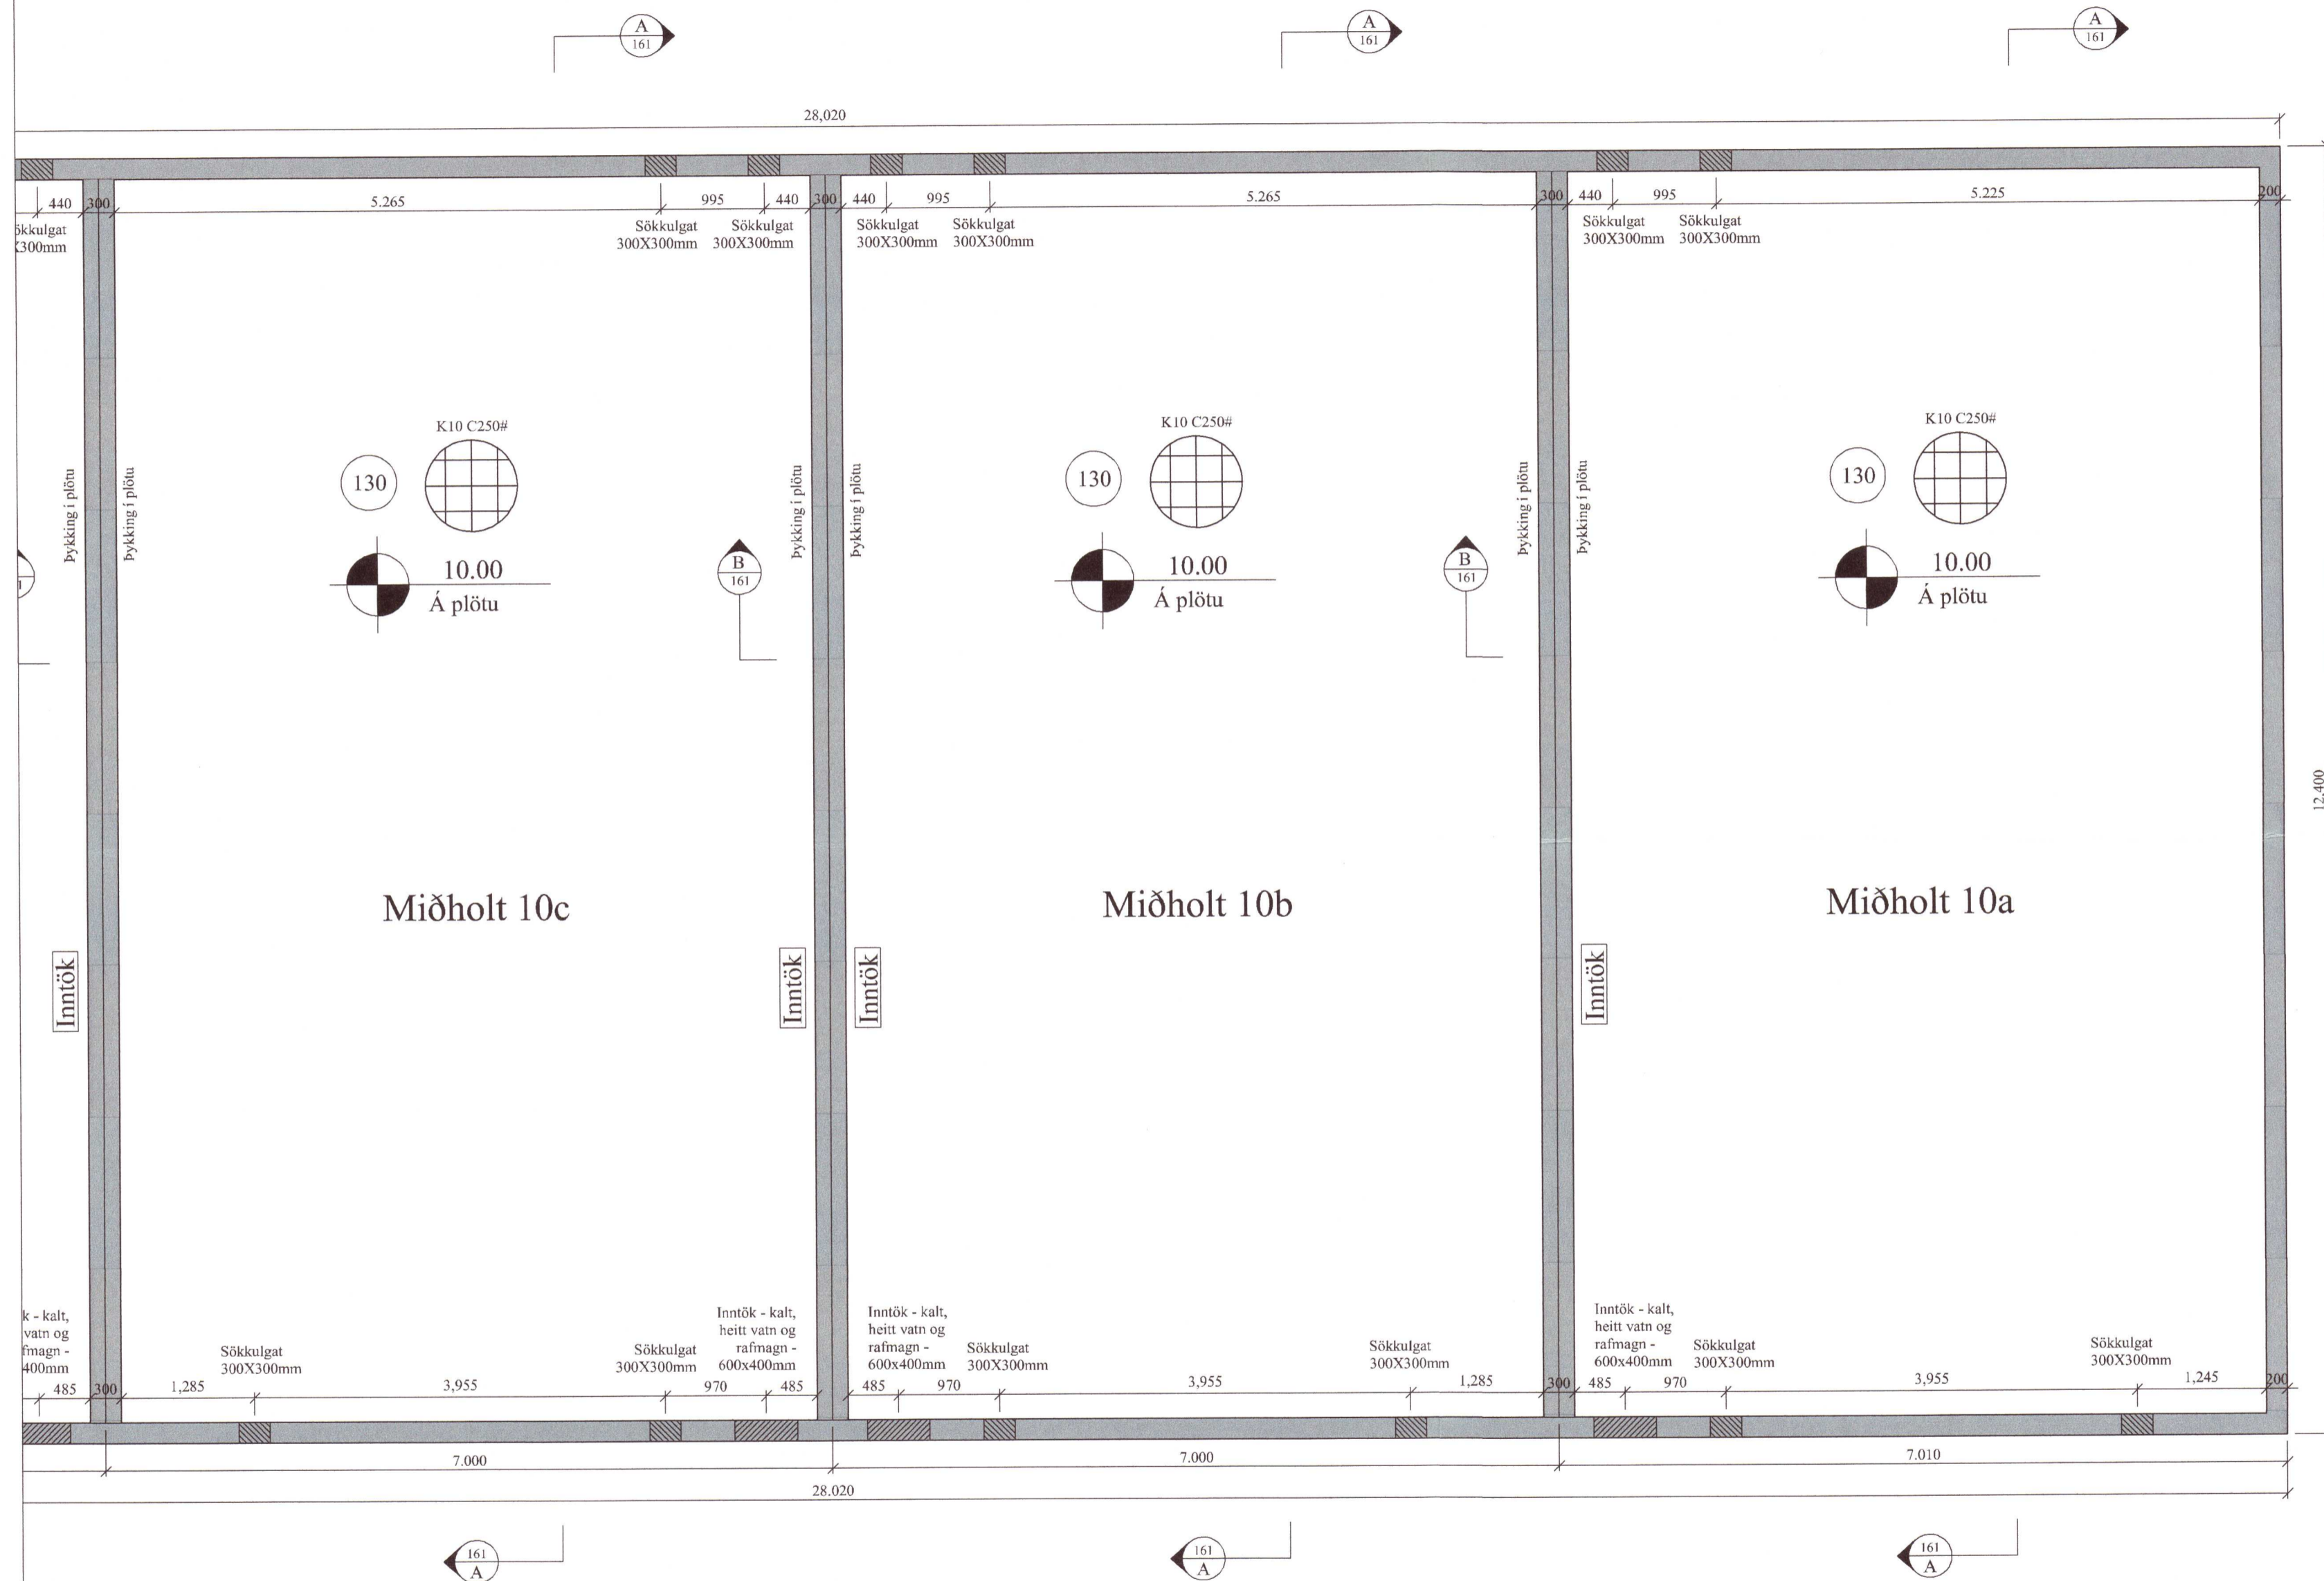 A
161
A
161
A
161
28,020
440
300
5.265
995
440
300
440
995
5.265
300
440
995
5.225
200
ökkulgat
X300mm
Sökkulgat
300X300mm
Sökkulgat
300X300mm
Sökkulgat
300X300mm
Sökkulgat
300X300mm
Sökkulgat
300X300mm
Sökkulgat
300X300mm
K10 C250#
K10 C250#
K10 C250#
130
130
130
Þykking í plötu
Þykking í plötu
Þykking í plötu
Þykking í plötu
Þykking í plötu
Þykking í plötu
10.00
Á plötu
B
161
10.00
Á plötu
B
161
10.00
Á plötu
12.400
Miðholt 10c
Miðholt 10b
Miðholt 10a
Inntök
Inntök
Inntök
Inntök
k - kalt,
vatn og
fmagn -
400mm
Sökkulgat
300X300mm
Sökkulgat
300X300mm
Inntök - kalt,
heitt vatn og
rafmagn -
600x400mm
Inntök - kalt,
heitt vatn og
rafmagn -
600x400mm
Sökkulgat
300X300mm
Sökkulgat
300X300mm
Inntök - kalt,
heitt vatn og
rafmagn -
600x400mm
Sökkulgat
300X300mm
Sökkulgat
300X300mm
485
300
1,285
3,955
970
485
485
970
3,955
1,285
300
485
970
3,955
1,245
200
7.000
7.000
7.010
28.020
161
A
161
A
161
A